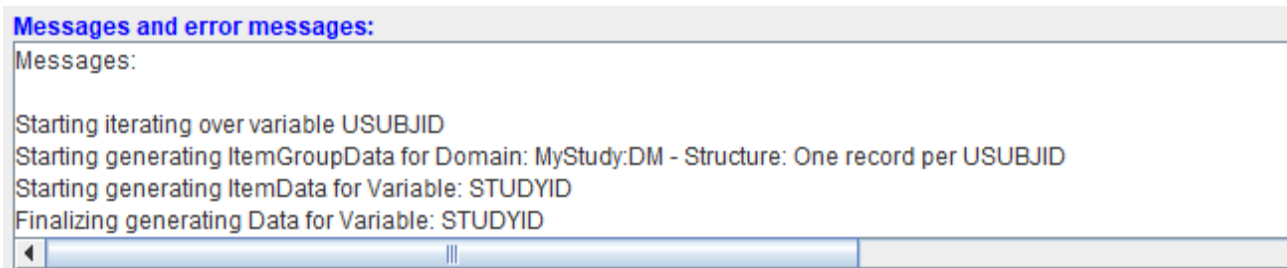 Messages and error messages:
Messages:
Starting iterating over variable USUBJID
Starting generating ItemGroupData for Domain: MyStudy:DM - Structure: One record per USUBJID
Starting generating ItemData for Variable: STUDYID
Finalizing generating Data for Variable: STUDYID